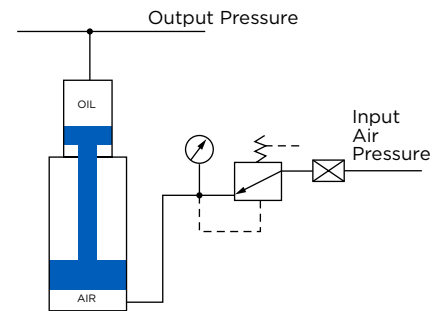 Output Pressure
OIL
Input
Air
Pressure
AIR